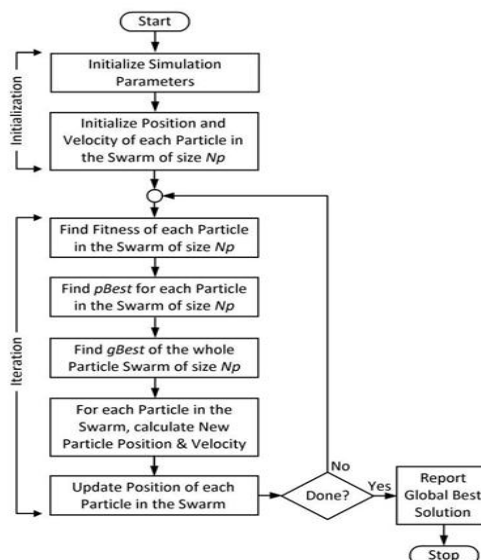 Start
Initialization
Initialize Simulation
Parameters
Initialize Position and
Velocity of each Particle in
the Swarm of size Np
Iteration
Find Fitness of each Particle
in the Swarm of size Np
Find pBest for each Particle
in the Swarm of size Np
Find gBest of the whole
Particle Swarm of size Np
For each Particle in the
Swarm, calculate New
Particle Position & Velocity
Update Position of each
Particle in the Swarm
Done?
No
Yes
Report
Global Best
Solution
Stop